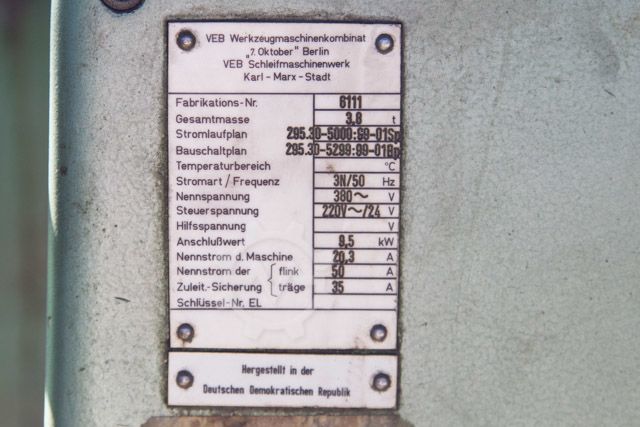 VEB Werkzeugmaschinenkombinat
„7. Oktober" Berlin
VEB Schleifmaschinenwerk
Karl - Marx - Stadt
Fabrikations-Nr. 6111
Gesamtmasse 3,8 t
Stromlaufplan 295.30-5000:99-01Sp
Bauschaltplan 295.30-5299:99-01Bp
Temperaturbereich °C
Stromart / Frequenz 3N/50 Hz
Nennspannung 380~ V
Steuerspannung 220V~/24 V
Hilfsspannung V
Anschlußwert 9,5 kW
Nennstrom d. Maschine 20,3 A
Nennstrom der { flink 50 A
Zuleit.-Sicherung { träge 35 A
Schlüssel-Nr. EL
Hergestellt in der
Deutschen Demokratischen Republik